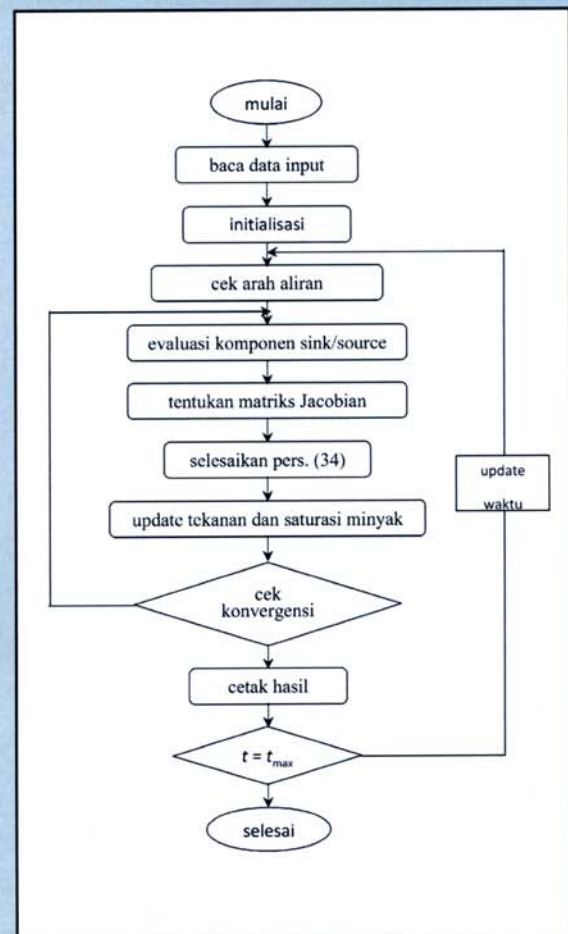 mulai
baca data input
initialisasi
cek arah aliran
evaluasi komponen sink/source
tentukan matriks Jacobian
selesaikan pers. (34)
update
waktu
update tekanan dan saturasi minyak
cek
konvergensi
cetak hasil
t = tmax
selesai